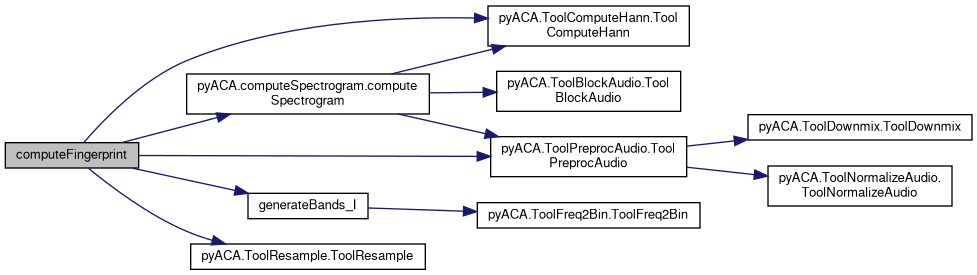 computeFingerprint
pyACA.ToolComputeHann.Tool
ComputeHann
pyACA.computeSpectrogram.compute
Spectrogram
pyACA.ToolBlockAudio.Tool
BlockAudio
pyACA.ToolPreprocAudio.Tool
PreprocAudio
pyACA.ToolDownmix.ToolDownmix
pyACA.ToolNormalizeAudio.
ToolNormalizeAudio
generateBands_I
pyACA.ToolFreq2Bin.ToolFreq2Bin
pyACA.ToolResample.ToolResample